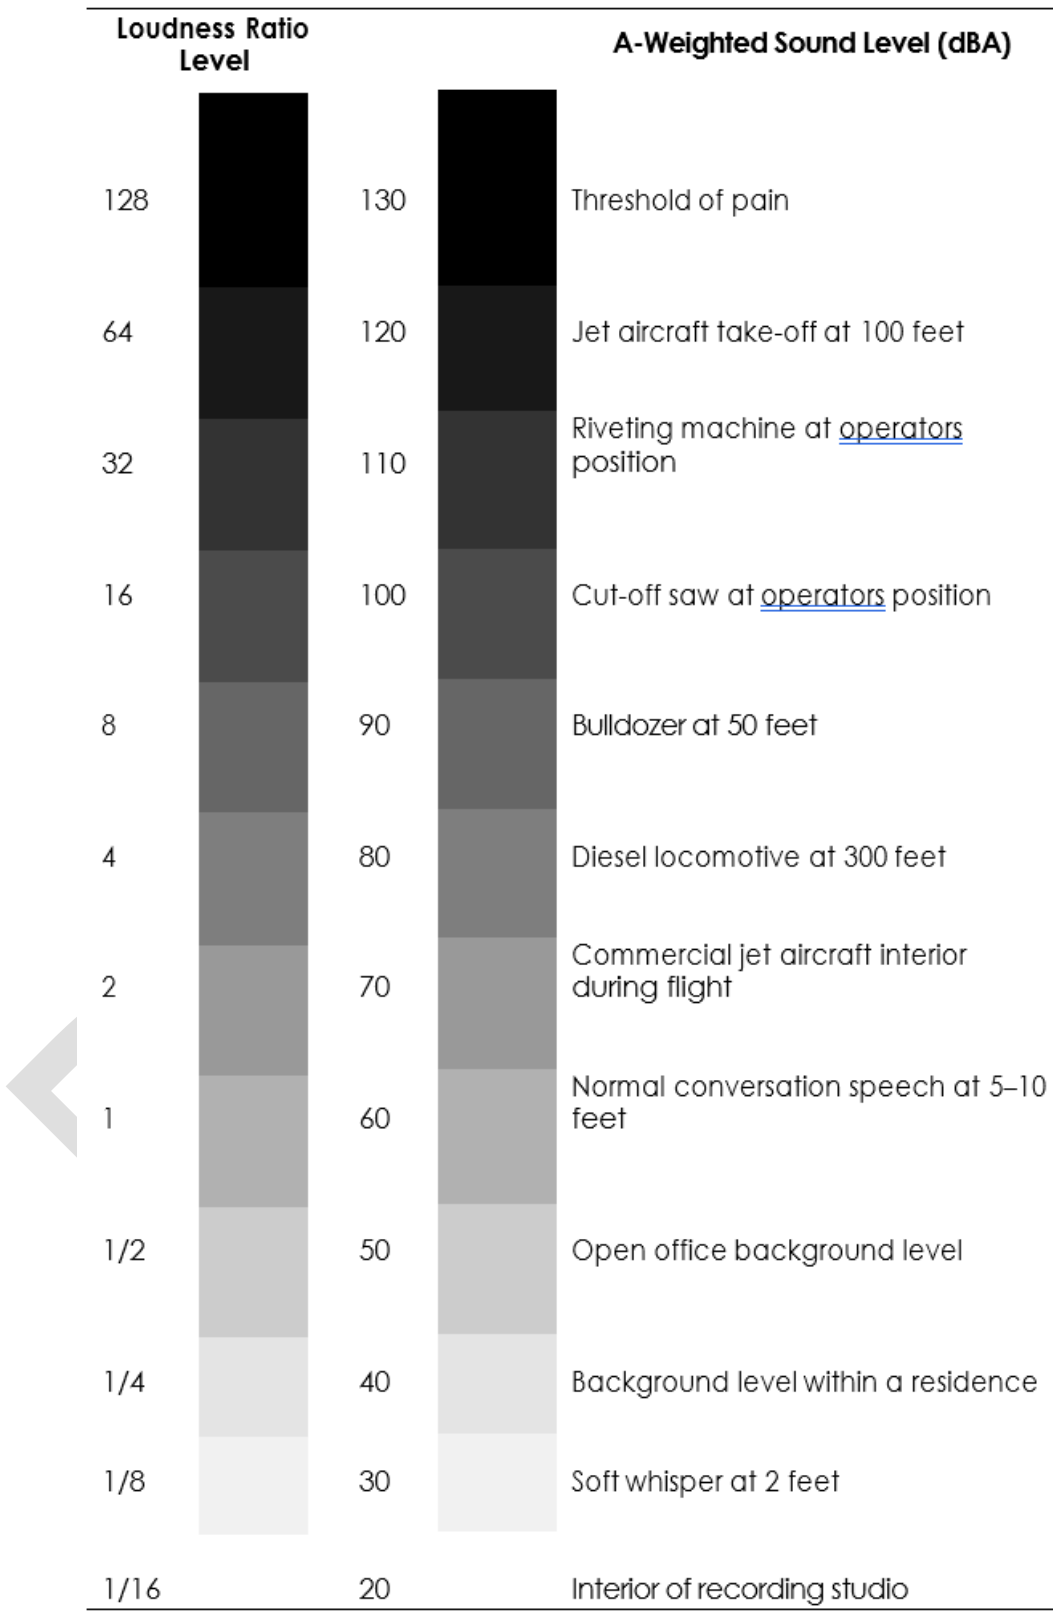 Loudness Ratio
Level
A-Weighted Sound Level (dBA)
128 130 Threshold of pain
64 120 Jet aircraft take-off at 100 feet
32 110 Riveting machine at operators
position
16 100 Cut-off saw at operators position
8 90 Bulldozer at 50 feet
4 80 Diesel locomotive at 300 feet
2 70 Commercial jet aircraft interior
during flight
1 60 Normal conversation speech at 5–10
feet
1/2 50 Open office background level
1/4 40 Background level within a residence
1/8 30 Soft whisper at 2 feet
1/16 20 Interior of recording studio